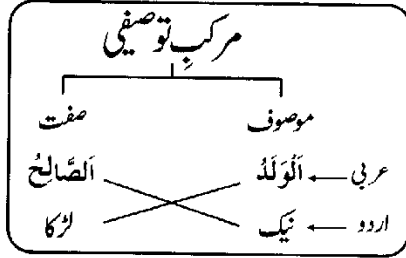 مرکبِ توصیفی
موصوف صفت
عربی اَلْوَلَدُ اَلصَّالِحُ
اردو نیک لڑکا